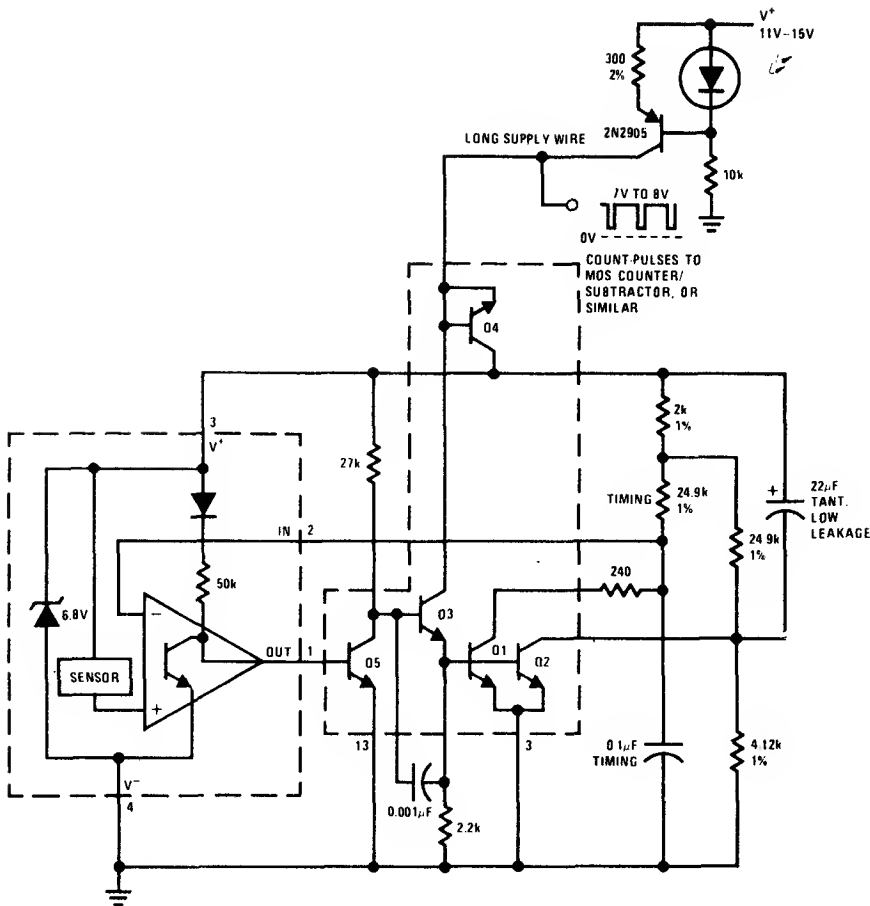 V+
11V–15V
300
2%
2N2905
LONG SUPPLY WIRE
10k
7V TO 8V
0V
COUNT-PULSES TO
MOS COUNTER/
SUBTRACTOR, OR
SIMILAR
Q4
3
V+
2k
1%
27k
TIMING
24.9k
1%
22μF
TANT.
LOW
LEAKAGE
+
IN
2
24.9k
1%
50k
240
6.8V
–
Q3
OUT
1
Q5
Q1
Q2
SENSOR
+
13
3
0.1μF
TIMING
4.12k
1%
V–
4
0.001μF
2.2k